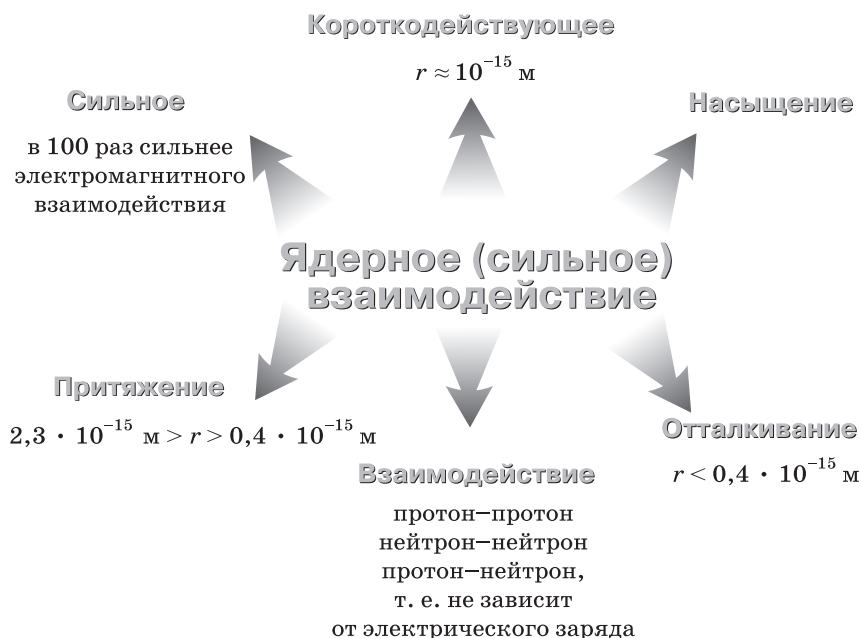 Короткодействующее
r ≈ 10⁻¹⁵ м
Сильное
в 100 раз сильнее
электромагнитного
взаимодействия
Насыщение
Ядерное (сильное)
взаимодействие
Притяжение
2,3 · 10⁻¹⁵ м > r > 0,4 · 10⁻¹⁵ м
Взаимодействие
протон–протон
нейтрон–нейтрон
протон–нейтрон,
т. е. не зависит
от электрического заряда
Отталкивание
r < 0,4 · 10⁻¹⁵ м